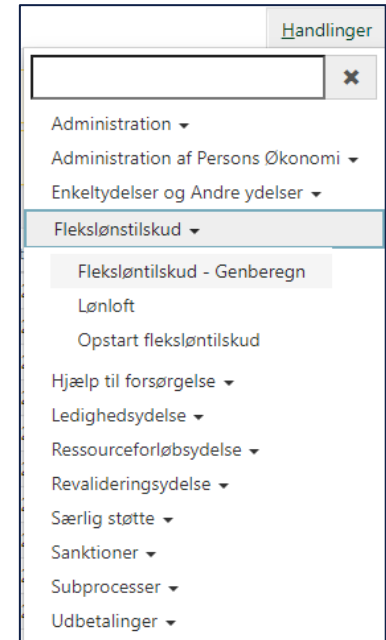 Handlinger
Administration
Administration af Persons Økonomi
Enkeltydelser og Andre ydelser
Flekslønstilskud
Fleksløntilskud - Genberegn
Lønloft
Opstart fleksløntilskud
Hjælp til forsørgelse
Ledighedsydelse
Ressourceforløbsydelse
Revalideringsydelse
Særlig støtte
Sanktioner
Subprocesser
Udbetalinger